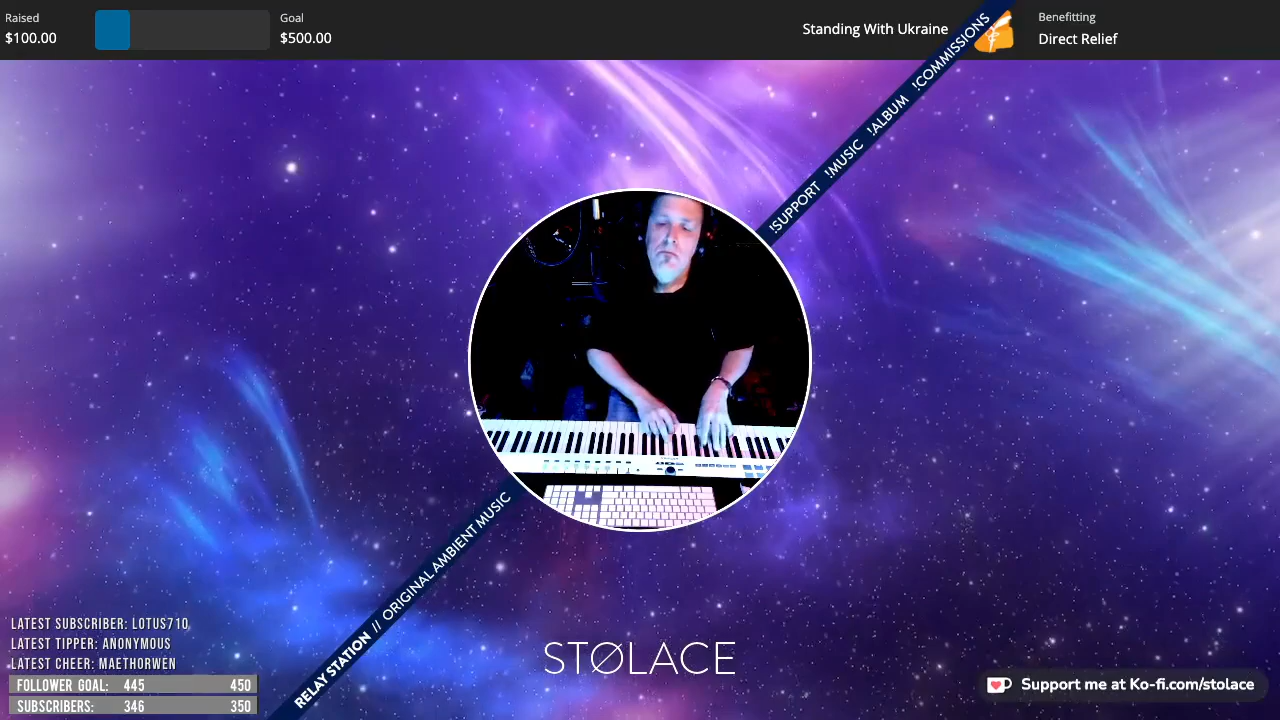 Raised
$100.00
Goal
$500.00
Standing With Ukraine
Benefitting
Direct Relief
!SUPPORT !MUSIC !ALBUM !COMMISSIONS
RELAY STATION // ORIGINAL AMBIENT MUSIC
STØLACE
LATEST SUBSCRIBER: LOTUS710
LATEST TIPPER: ANONYMOUS
LATEST CHEER: MAETHORWEN
FOLLOWER GOAL: 445 450
SUBSCRIBERS: 346 350
Support me at Ko-fi.com/stolace